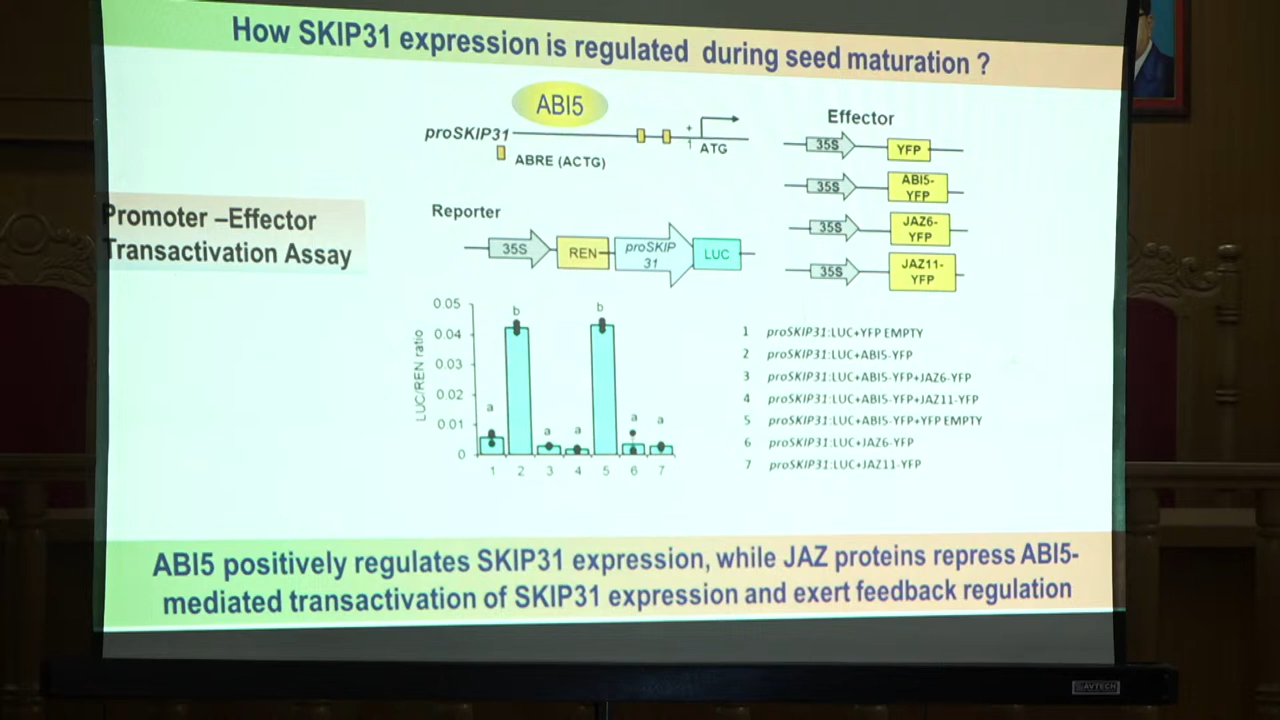 How SKIP31 expression is regulated during seed maturation ?
ABI5
proSKIP31
+
1
ATG
ABRE (ACTG)
Promoter –Effector
Transactivation Assay
Effector
35S
YFP
35S
ABI5-
YFP
35S
JAZ6-
YFP
35S
JAZ11-
YFP
Reporter
35S
REN
proSKIP
31
LUC
LUC/REN ratio
0.05
0.04
0.03
0.02
0.01
0
a
b
a
a
b
a
a
1 2 3 4 5 6 7
1 proSKIP31:LUC+YFP EMPTY
2 proSKIP31:LUC+ABI5-YFP
3 proSKIP31:LUC+ABI5-YFP+JAZ6-YFP
4 proSKIP31:LUC+ABI5-YFP+JAZ11-YFP
5 proSKIP31:LUC+ABI5-YFP+YFP EMPTY
6 proSKIP31:LUC+JAZ6-YFP
7 proSKIP31:LUC+JAZ11-YFP
ABI5 positively regulates SKIP31 expression, while JAZ proteins repress ABI5-
mediated transactivation of SKIP31 expression and exert feedback regulation
AVTECH